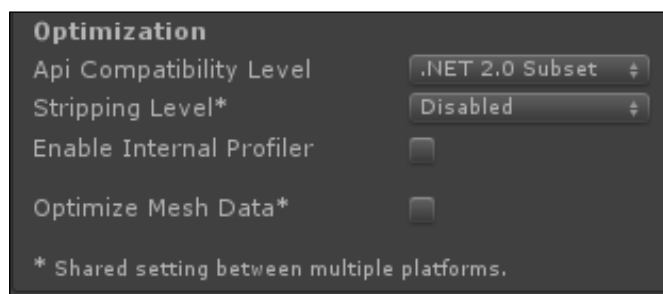 Optimization
Api Compatibility Level .NET 2.0 Subset
Stripping Level* Disabled
Enable Internal Profiler
Optimize Mesh Data*
* Shared setting between multiple platforms.